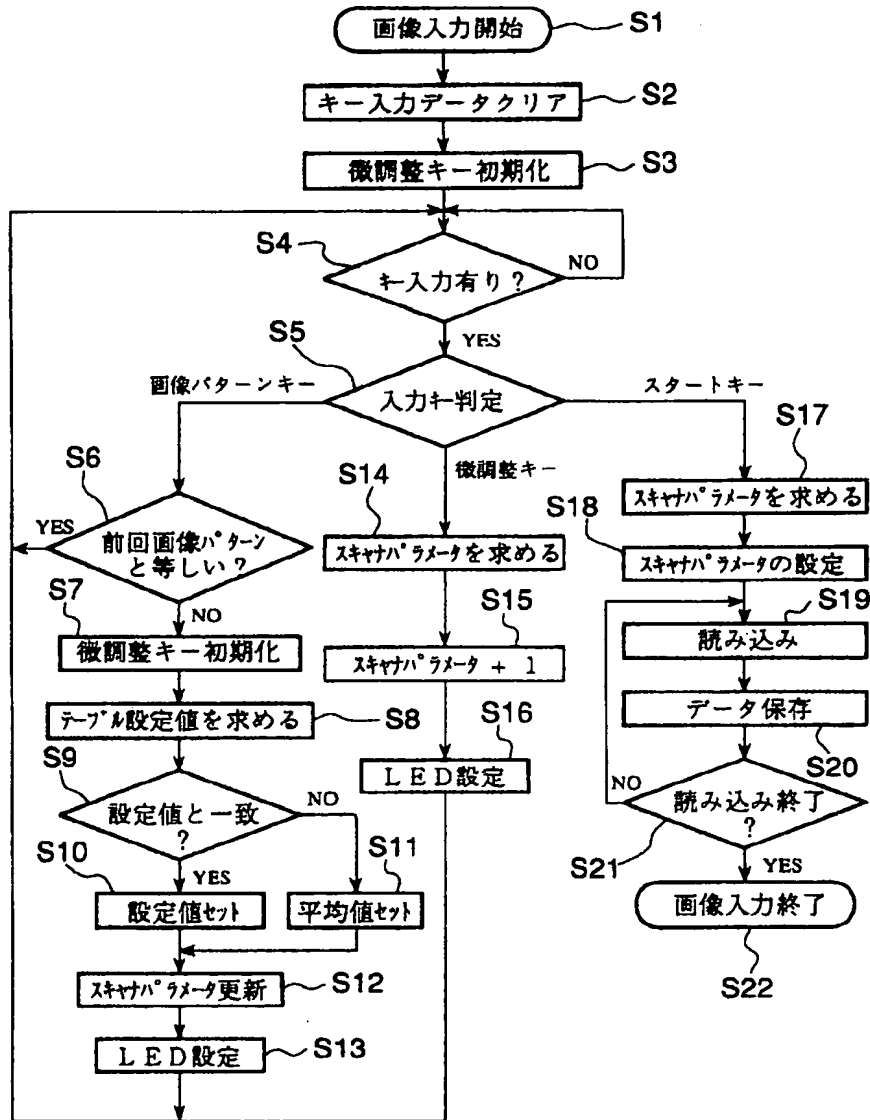 画像入力開始
S1
キー入力データクリア
S2
微調整キー初期化
S3
S4
キー入力有り?
NO
YES
S5
画像パターンキー
入力キー判定
スタートキー
微調整キー
S6
YES
前回画像パターン
と等しい?
NO
S7
微調整キー初期化
テーブル設定値を求める
S8
S9
設定値と一致
?
NO
YES
S10
設定値セット
S11
平均値セット
スキャナパラメータ更新
S12
LED設定
S13
S14
スキャナパラメータを求める
S15
スキャナパラメータ + 1
S16
LED設定
S17
スキャナパラメータを求める
S18
スキャナパラメータの設定
S19
読み込み
データ保存
S20
NO
読み込み終了
?
S21
YES
画像入力終了
S22